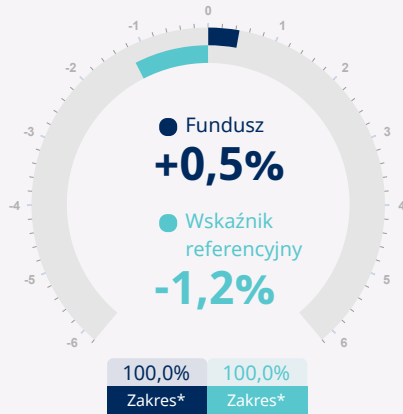 0
-1 1
-2 2
-3 3
-4 4
-5 5
-6 6
Fundusz
+0,5%
Wskaźnik
referencyjny
-1,2%
100,0% 100,0%
Zakres* Zakres*